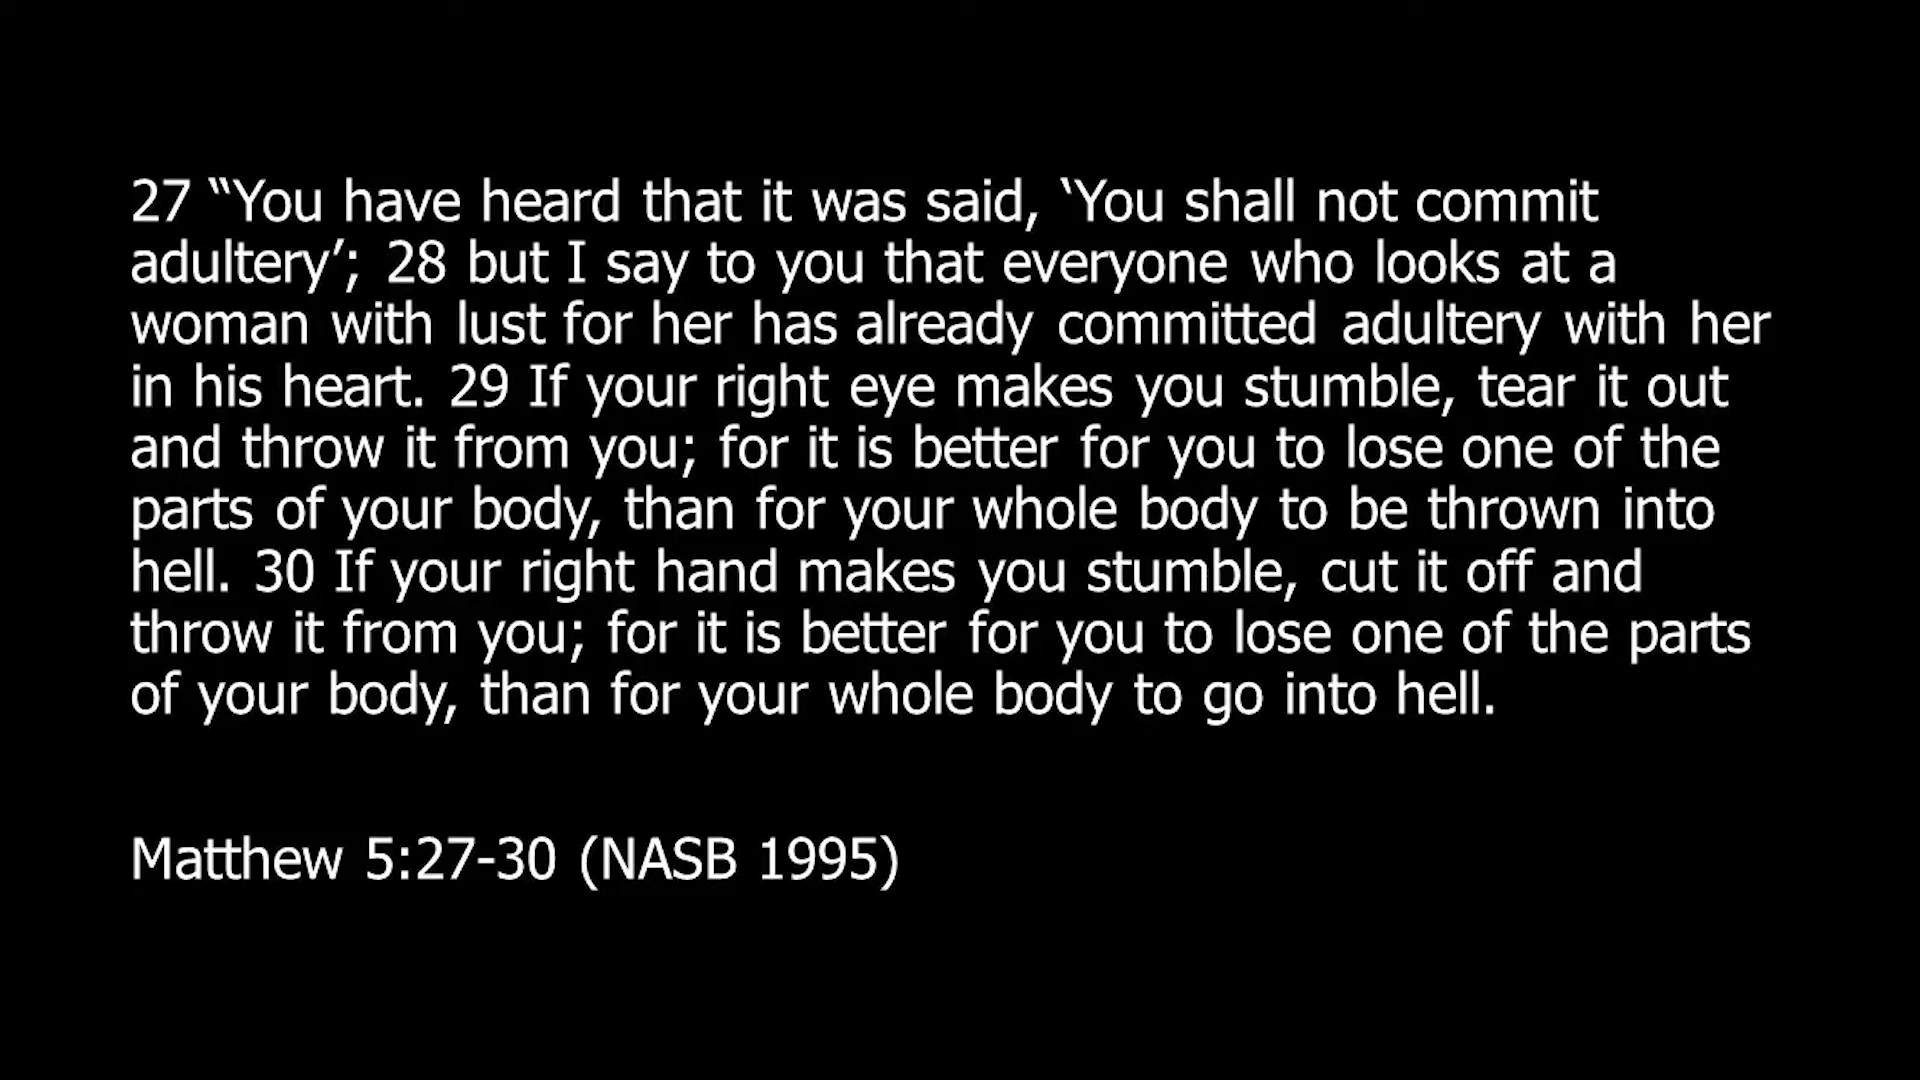 27 “You have heard that it was said, ‘You shall not commit
adultery’; 28 but I say to you that everyone who looks at a
woman with lust for her has already committed adultery with her
in his heart. 29 If your right eye makes you stumble, tear it out
and throw it from you; for it is better for you to lose one of the
parts of your body, than for your whole body to be thrown into
hell. 30 If your right hand makes you stumble, cut it off and
throw it from you; for it is better for you to lose one of the parts
of your body, than for your whole body to go into hell.
Matthew 5:27-30 (NASB 1995)